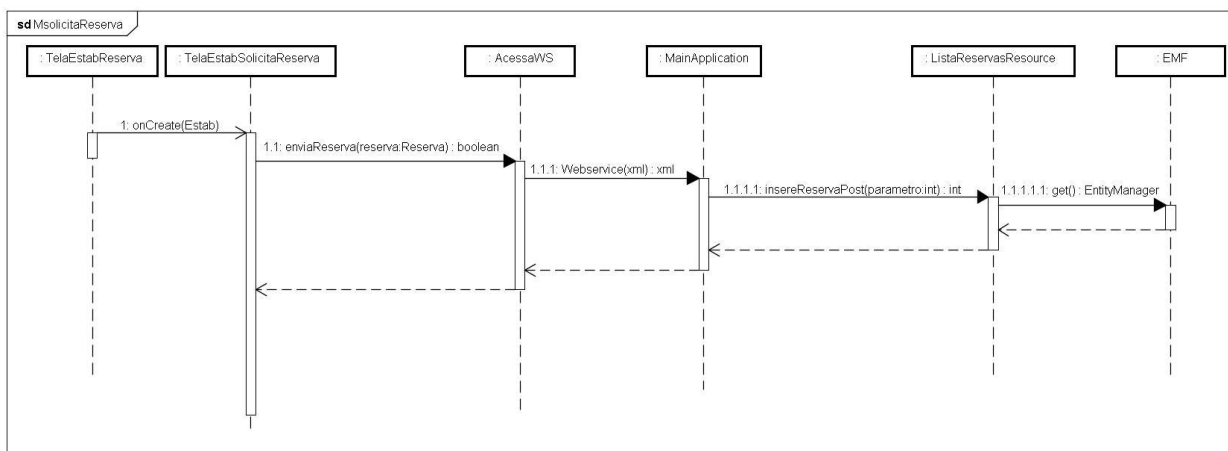 sd MsolicitaReserva
: TelaEstabReserva
: TelaEstabSolicitaReserva
: AcessaWS
: MainApplication
: ListaReservasResource
: EMF
1: onCreate(Estab)
1.1: enviaReserva(reserva:Reserva) : boolean
1.1.1: Webservice(xml) : xml
1.1.1.1: insereReservaPost(parametro:int) : int
1.1.1.1.1: get() : EntityManager